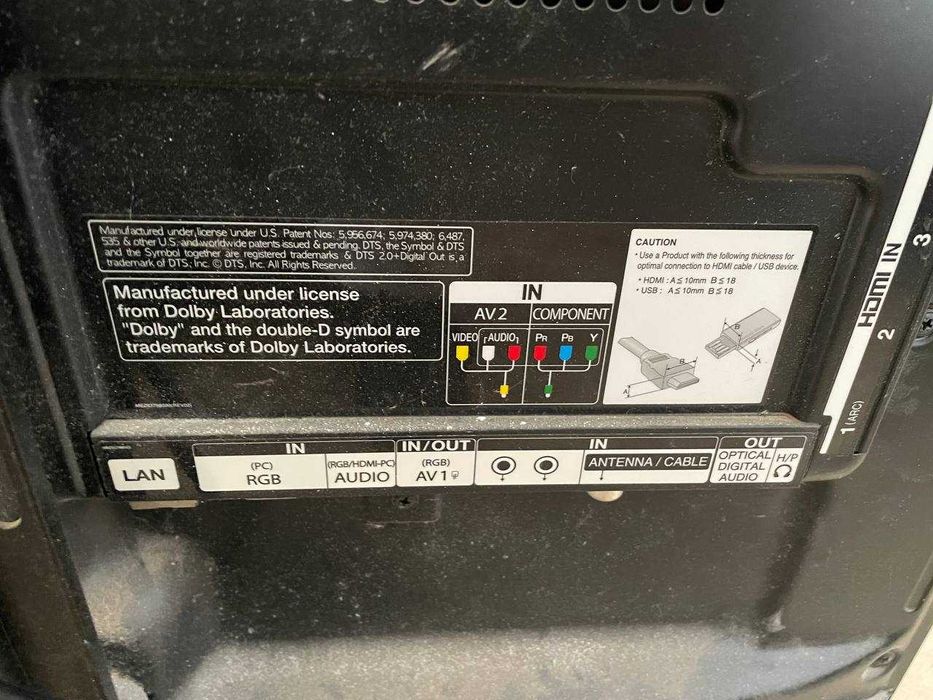 Manufactured under license under U.S. Patent Nos: 5,956,674; 5,974,380; 6,487,
535 & other U.S. and worldwide patents issued & pending. DTS, the Symbol & DTS
and the Symbol together are registered trademarks & DTS 2.0+Digital Out is a
trademark of DTS, Inc. © DTS, Inc. All Rights Reserved.
Manufactured under license
from Dolby Laboratories.
"Dolby" and the double-D symbol are
trademarks of Dolby Laboratories.
IN
AV 2 COMPONENT
VIDEO AUDIO PR PB Y
CAUTION
• Use a Product with the following thickness for
optimal connection to HDMI cable / USB device.
• HDMI : A ≤ 10mm B ≤ 18
• USB : A ≤ 10mm B ≤ 18
B
A
B
A
HDMI IN
3
2
1 (ARC)
LAN
IN
(PC)
RGB
(RGB/HDMI-PC)
AUDIO
IN/OUT
(RGB)
AV 1
IN
ANTENNA / CABLE
OUT
OPTICAL
DIGITAL
AUDIO
H/P